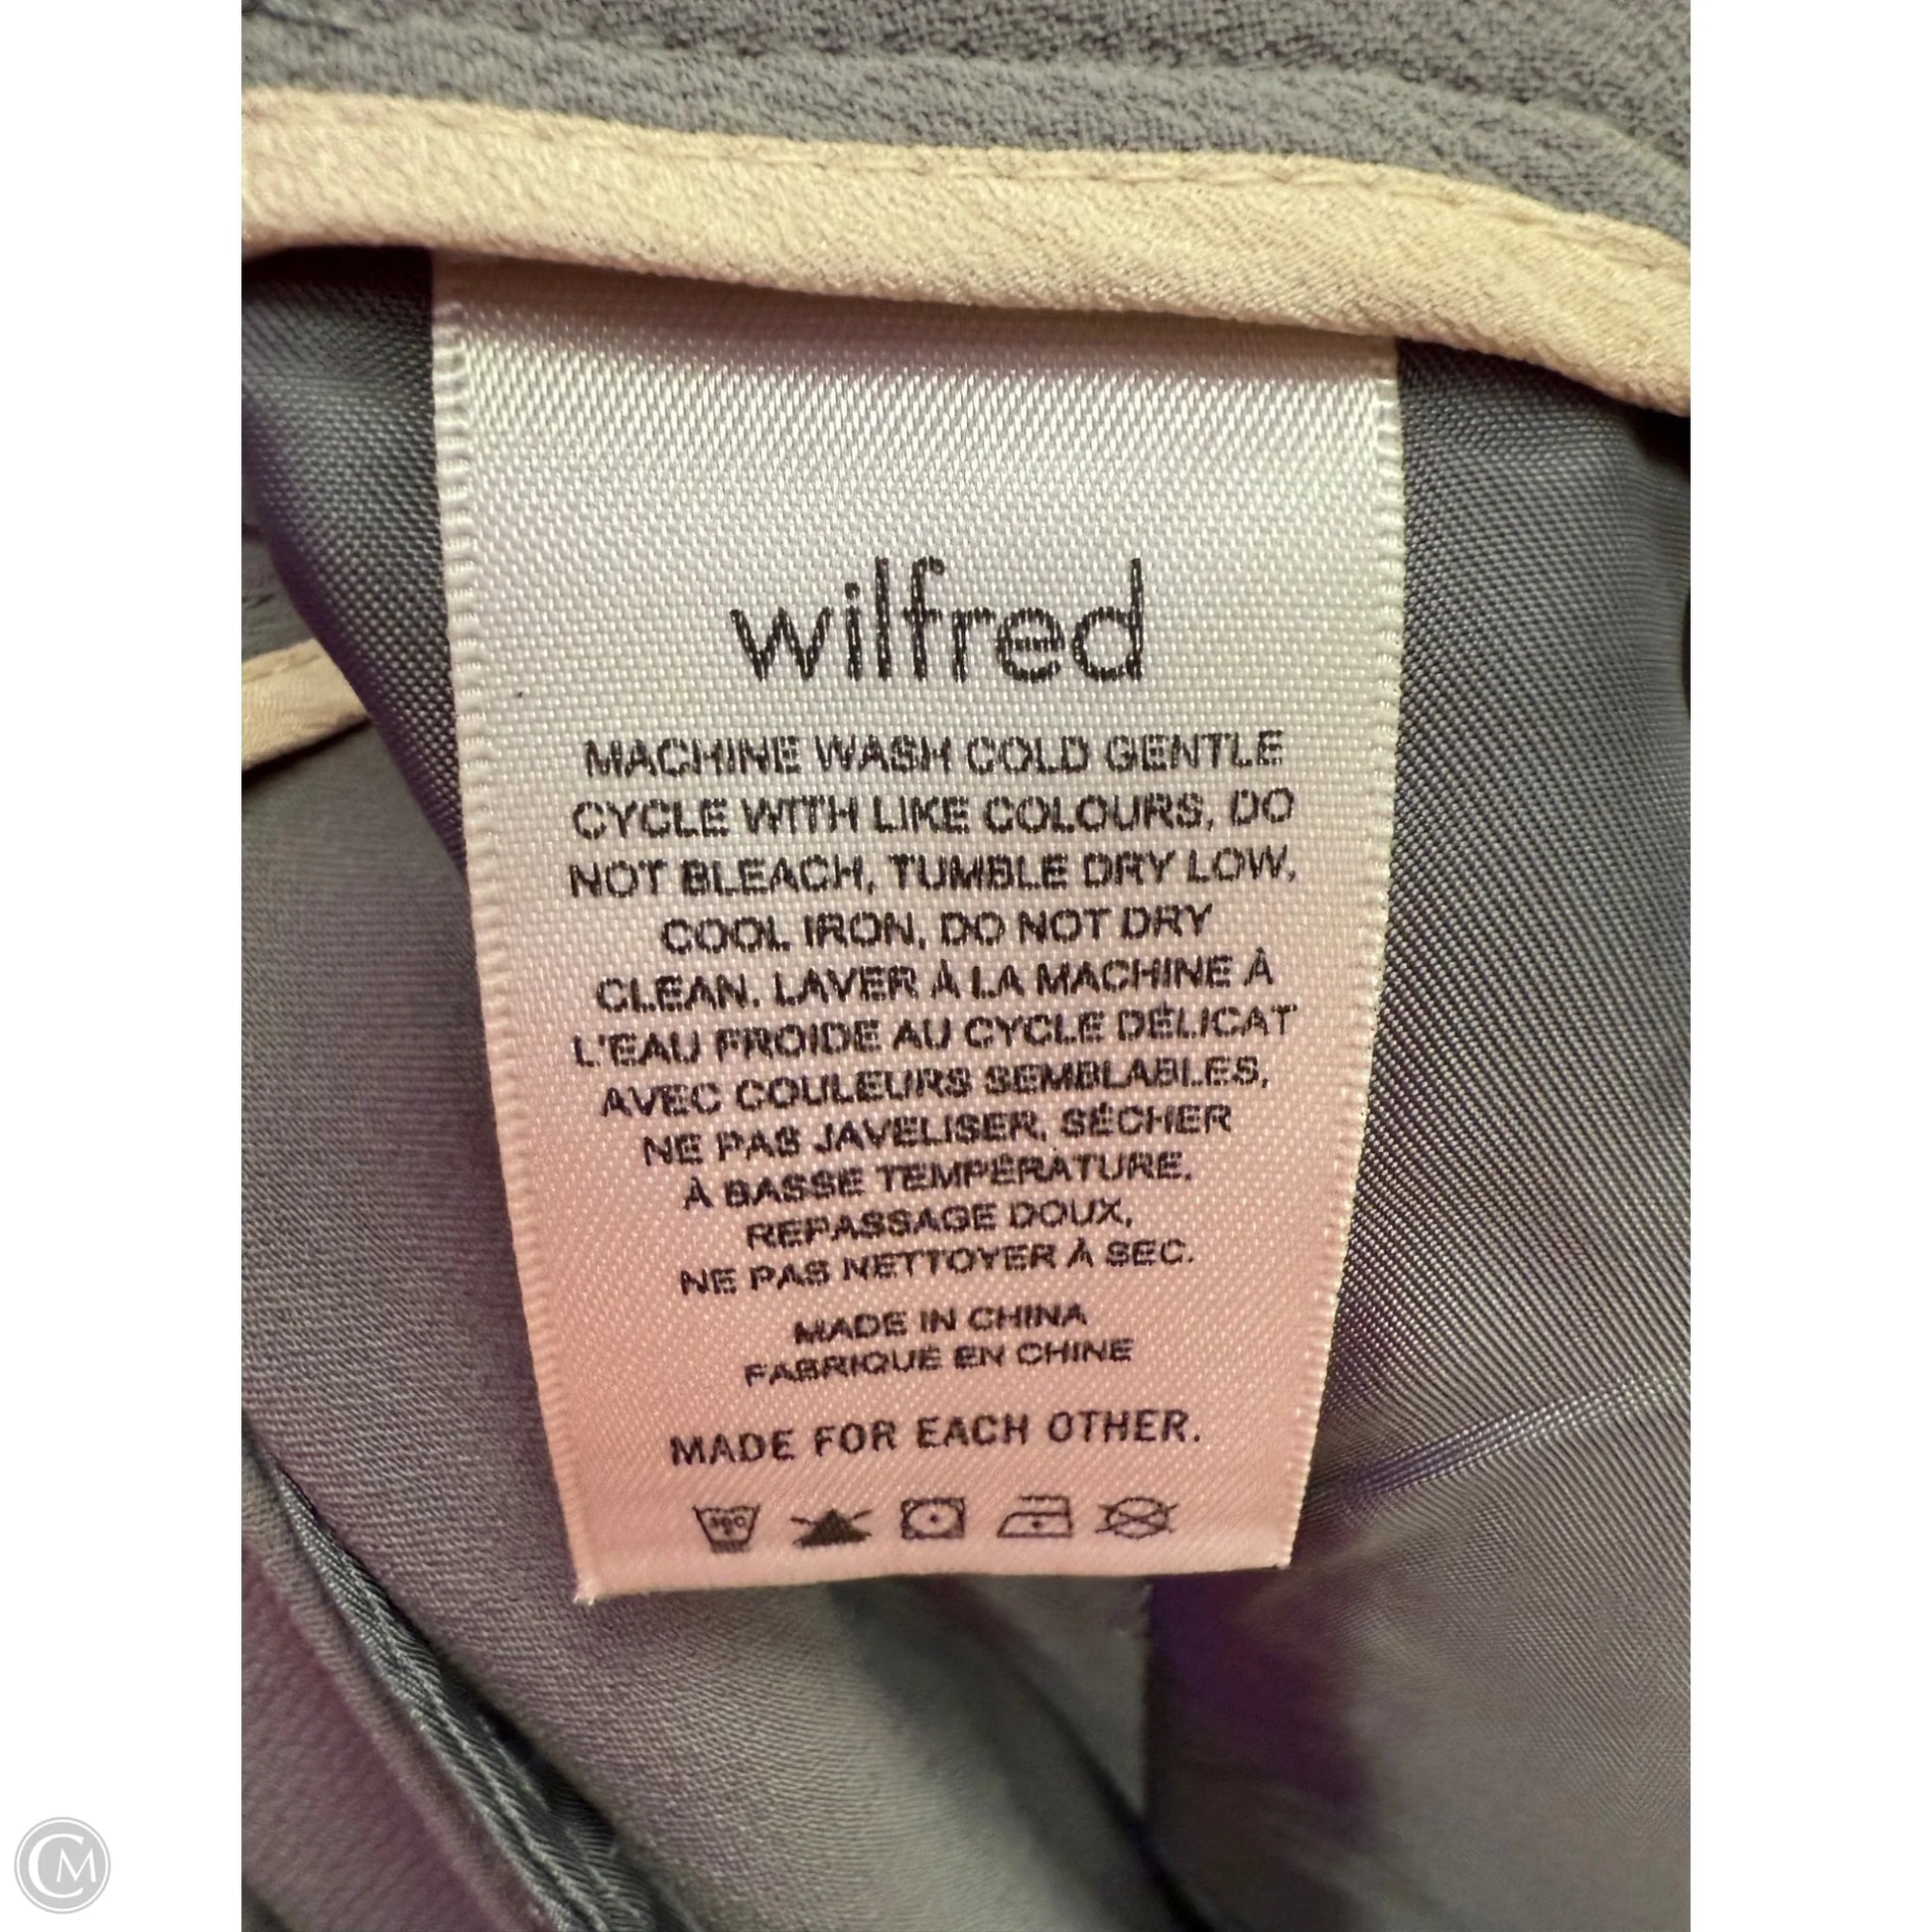 wilfred
MACHINE WASH COLD GENTLE
CYCLE WITH LIKE COLOURS, DO
NOT BLEACH, TUMBLE DRY LOW,
COOL IRON, DO NOT DRY
CLEAN. LAVER À LA MACHINE À
L'EAU FROIDE AU CYCLE DÉLICAT
AVEC COULEURS SEMBLABLES,
NE PAS JAVELISER, SÉCHER
À BASSE TEMPÉRATURE,
REPASSAGE DOUX,
NE PAS NETTOYER À SEC.
MADE IN CHINA
FABRIQUÉ EN CHINE
MADE FOR EACH OTHER.
30C
CM